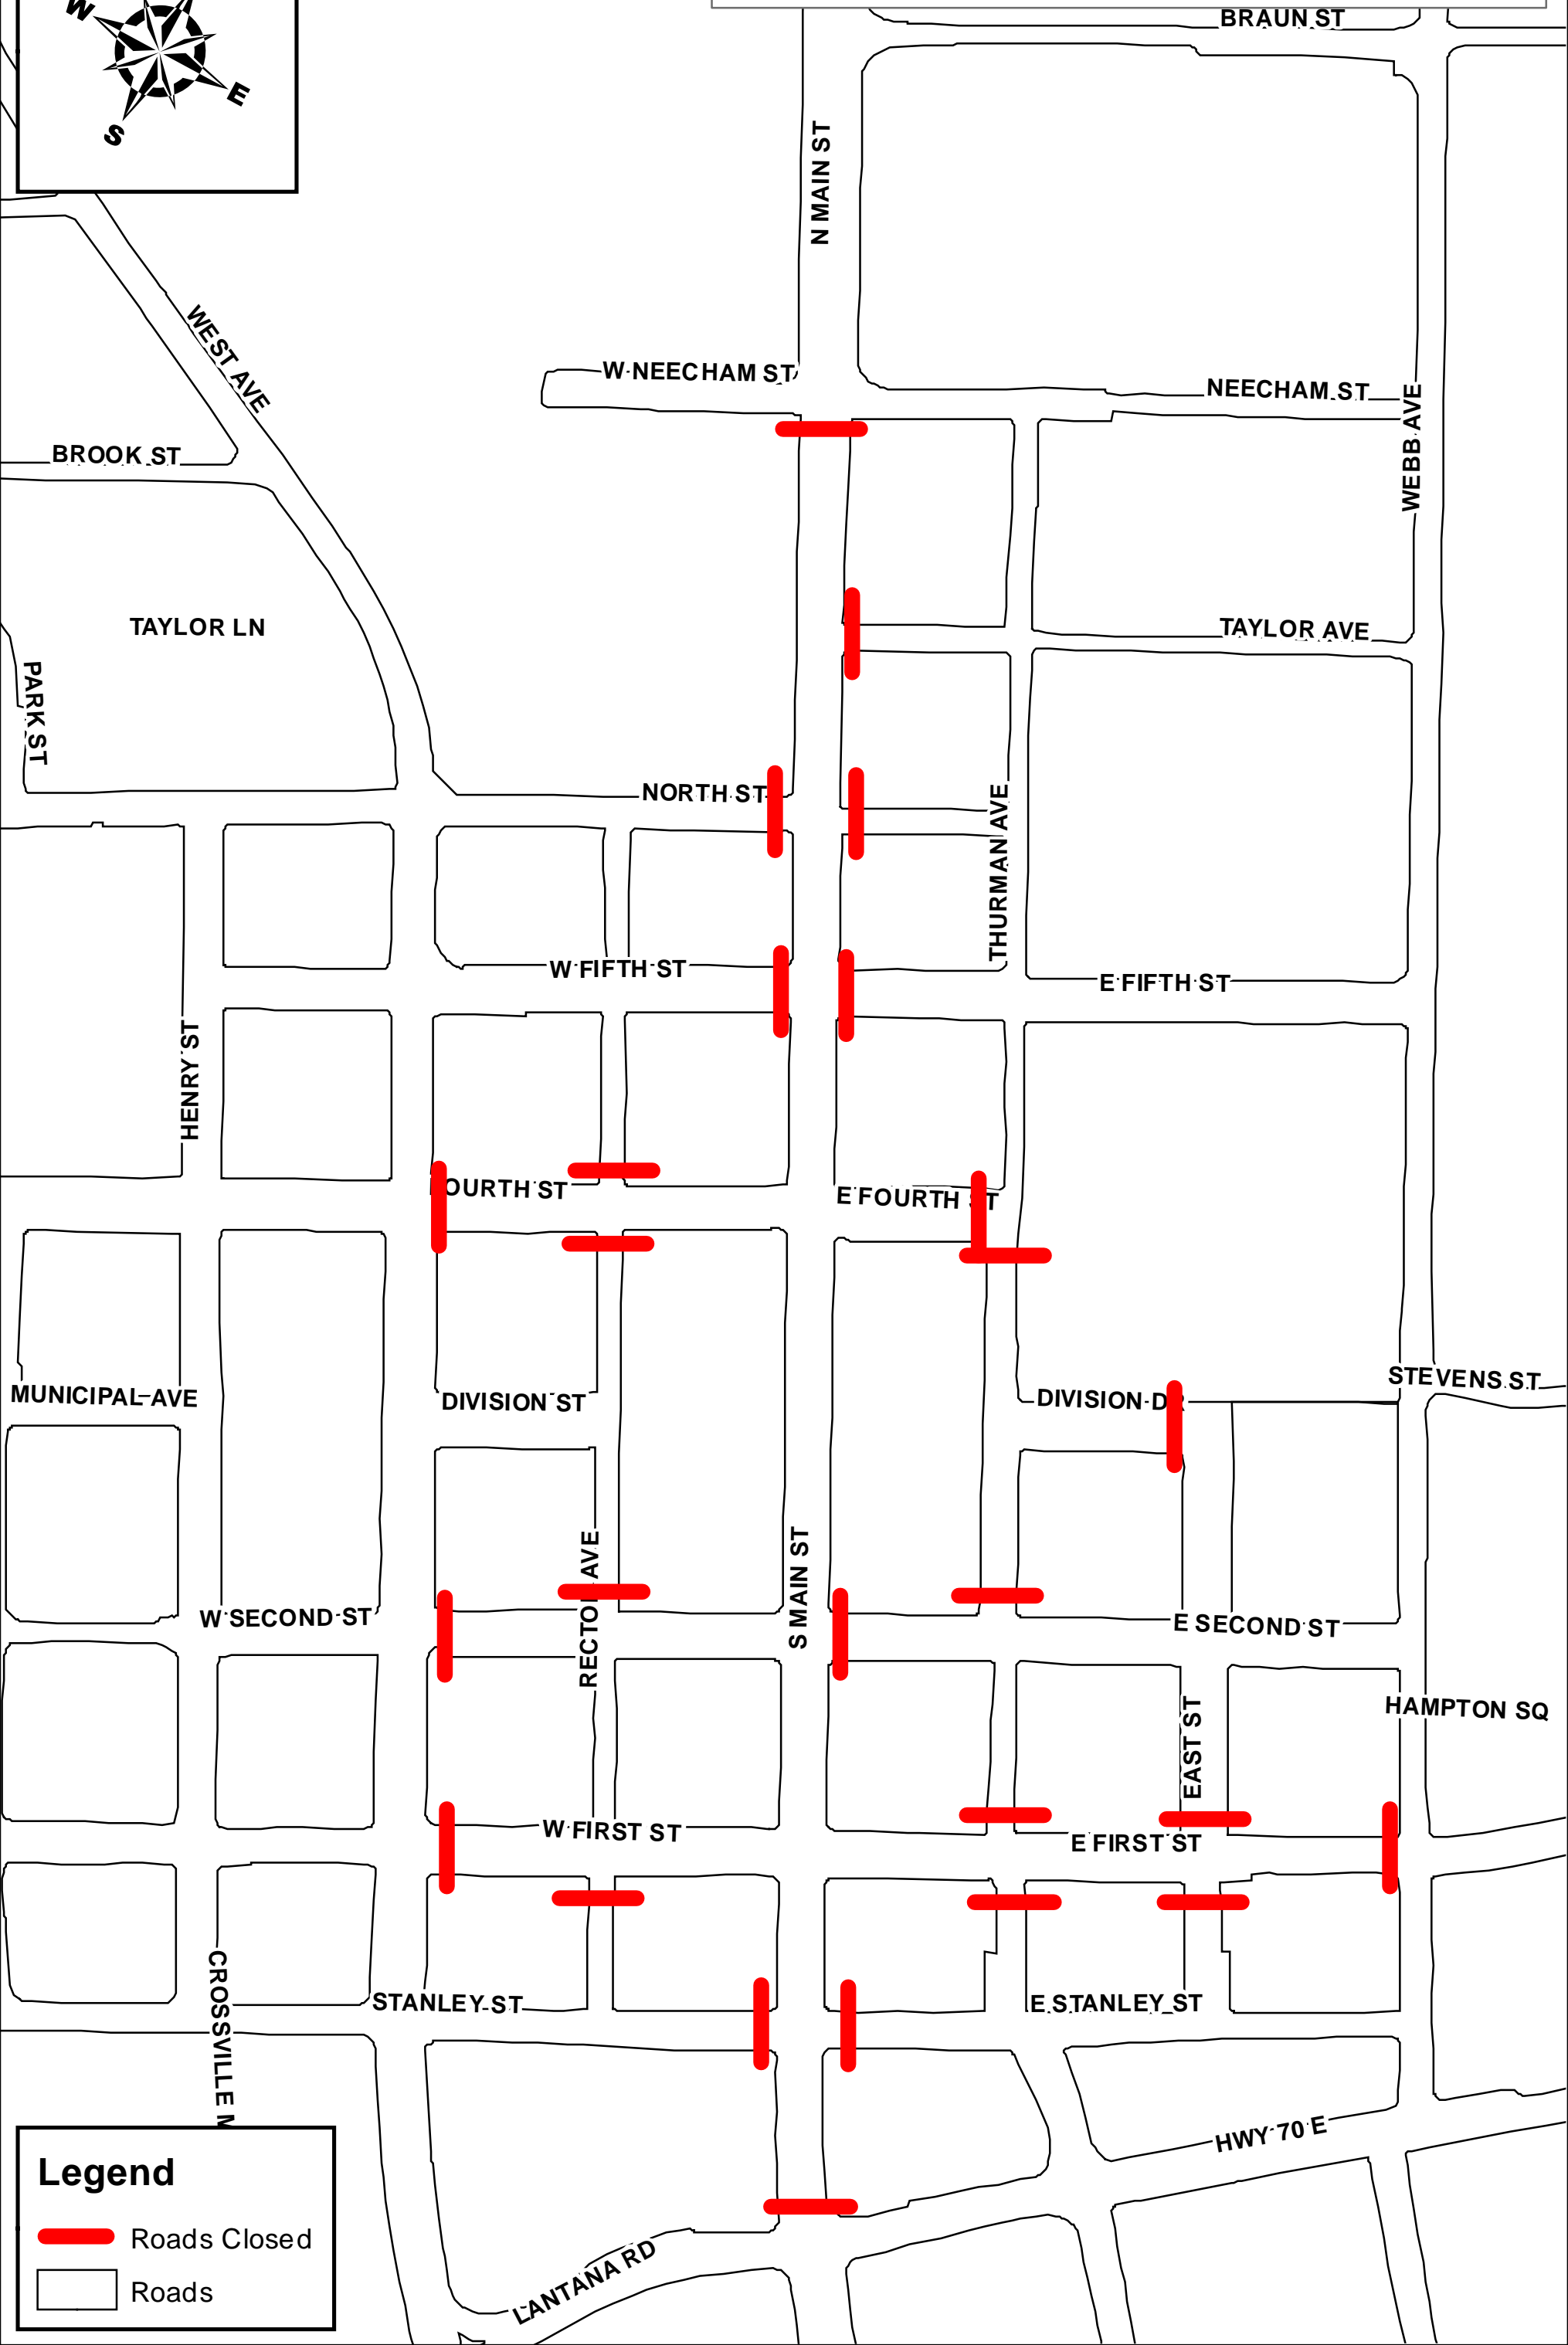 W
E
S
BRAUN ST
N MAIN ST
WEST AVE
W NEECHAM ST
NEECHAM ST
WEBB AVE
BROOK ST
TAYLOR LN
TAYLOR AVE
PARK ST
NORTH ST
THURMAN AVE
W FIFTH ST
E FIFTH ST
HENRY ST
OURTH ST
E FOURTH ST
MUNICIPAL AVE
DIVISION ST
DIVISION DR
STEVENS ST
RECTOR AVE
S MAIN ST
W SECOND ST
E SECOND ST
EAST ST
HAMPTON SQ
W FIRST ST
E FIRST ST
CROSSVILLE M
STANLEY ST
E STANLEY ST
HWY 70 E
LANTANA RD
Legend
Roads Closed
Roads